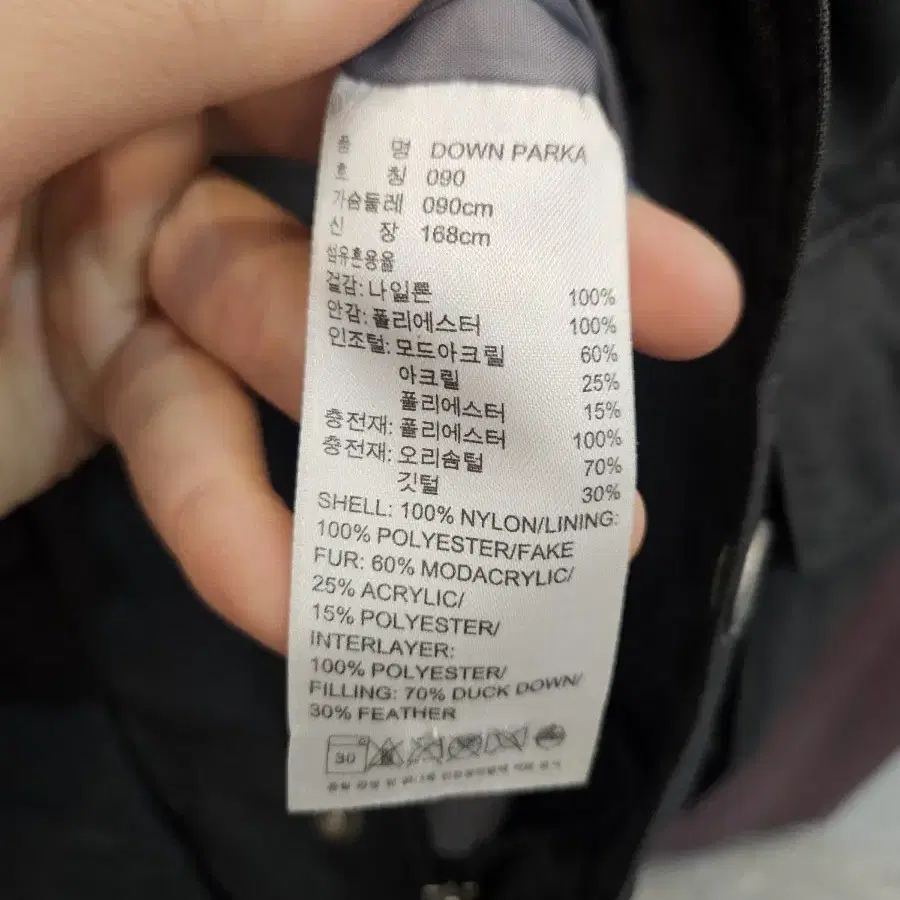 품 명 DOWN PARKA
호 칭 090
가슴둘레 090cm
신 장 168cm
섬유혼용율
겉감: 나일론 100%
안감: 폴리에스터 100%
인조털: 모드아크릴 60%
아크릴 25%
폴리에스터 15%
충전재: 폴리에스터 100%
충전재: 오리솜털 70%
깃털 30%
SHELL: 100% NYLON/LINING:
100% POLYESTER/FAKE
FUR: 60% MODACRYLIC/
25% ACRYLIC/
15% POLYESTER/
INTERLAYER:
100% POLYESTER/
FILLING: 70% DUCK DOWN/
30% FEATHER
30